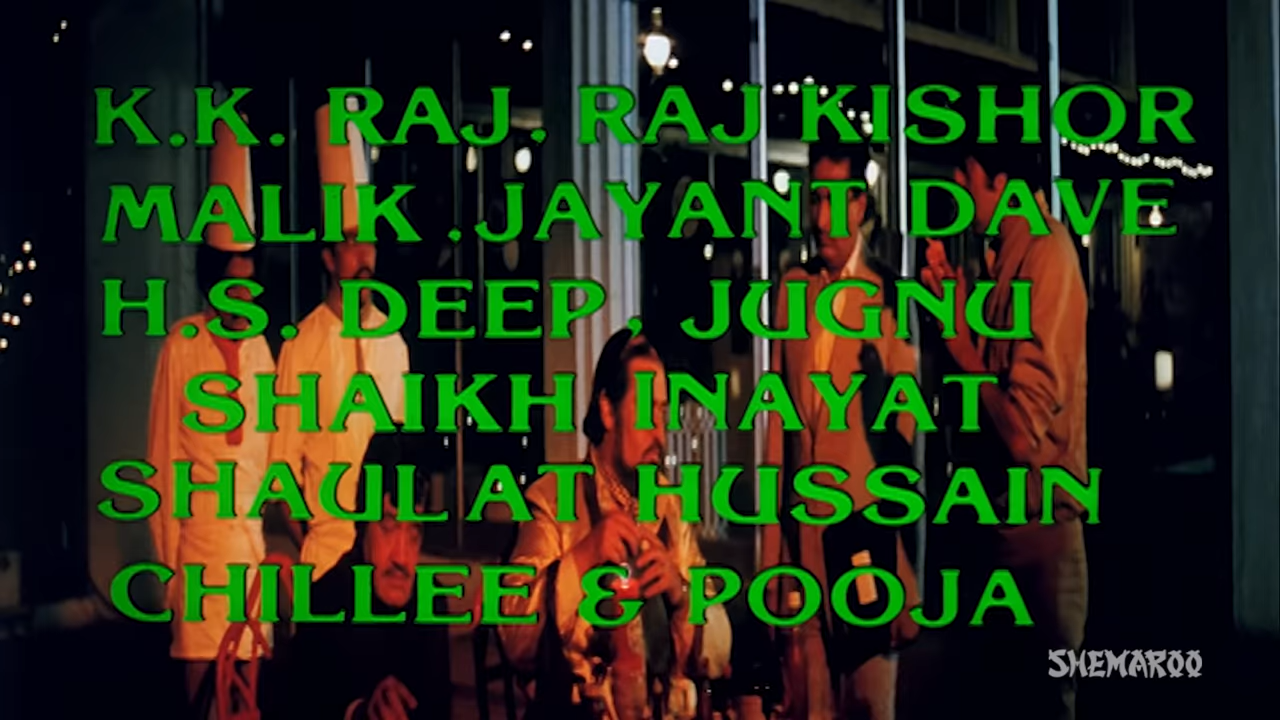 K.K. RAJ. RAJ KISHOR
MALIK .JAYANT DAVE
H.S. DEEP, JUGNU
SHAIKH INAYAT
SHAULAT HUSSAIN
CHILLEE & POOJA
SHEMAROO